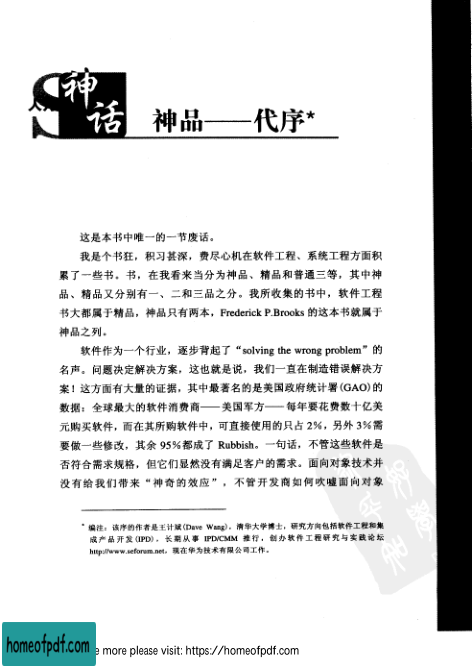 人月
神
话
神品——代序*
这是本书中唯一的一节废话。
我是个书狂，积习甚深，费尽心机在软件工程、系统工程方面积
累了一些书。书，在我看来当分为神品、精品和普通三等，其中神
品、精品又分别有一、二和三品之分。我所收集的书中，软件工程
书大都属于精品，神品只有两本，Frederick P.Brooks 的这本书就属于
神品之列。
软件作为一个行业，逐步背起了“solving the wrong problem”的
名声。问题决定解决方案，这也就是说，我们一直在制造错误解决方
案！这方面有大量的证据，其中最著名的是美国政府统计署(GAO)的
数据：全球最大的软件消费商——美国军方——每年要花费数十亿美
元购买软件，而在其所购软件中，可直接使用的只占 2%，另外 3%需
要做一些修改，其余 95%都成了 Rubbish。一句话，不管这些软件是
否符合需求规格，但它们显然没有满足客户的需求。面向对象技术并
没有给我们带来“神奇的效应”，不管开发商如何吹嘘面向对象
* 编注：该序的作者是王计斌(Dave Wang)，清华大学博士，研究方向包括软件工程和集
成产品开发(IPD)，长期从事 IPD/CMM 推行，创办软件工程研究与实践论坛
http://www.seforum.net，现在华为技术有限公司工作。
homeofpdf.com
e more please visit: https://homeofpdf.com